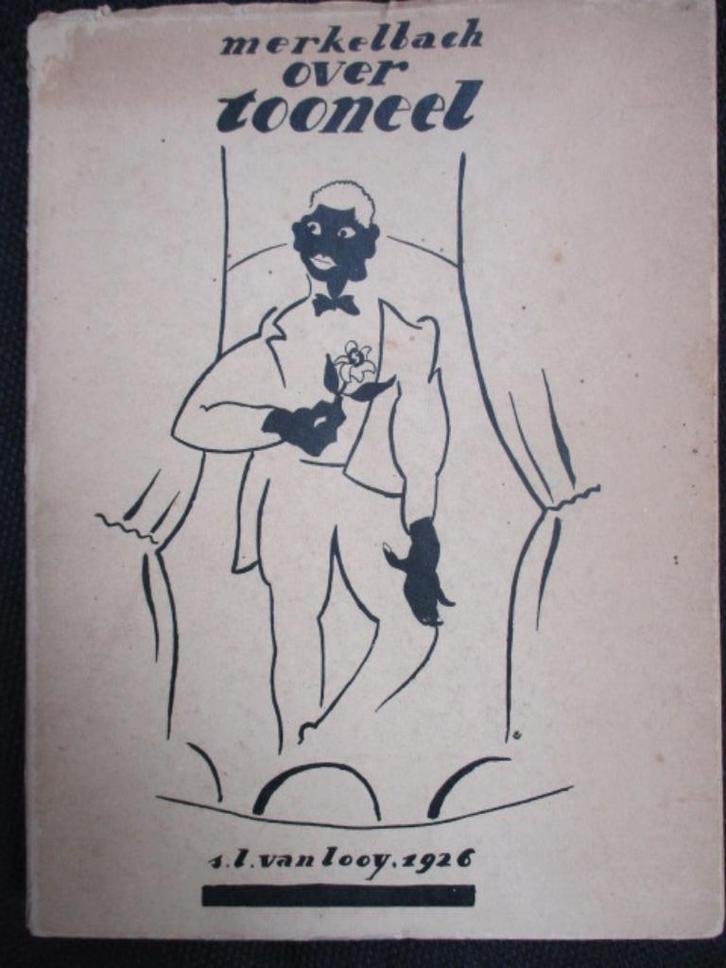 merkelbach
over
tooneel
s.l. van looy. 1926